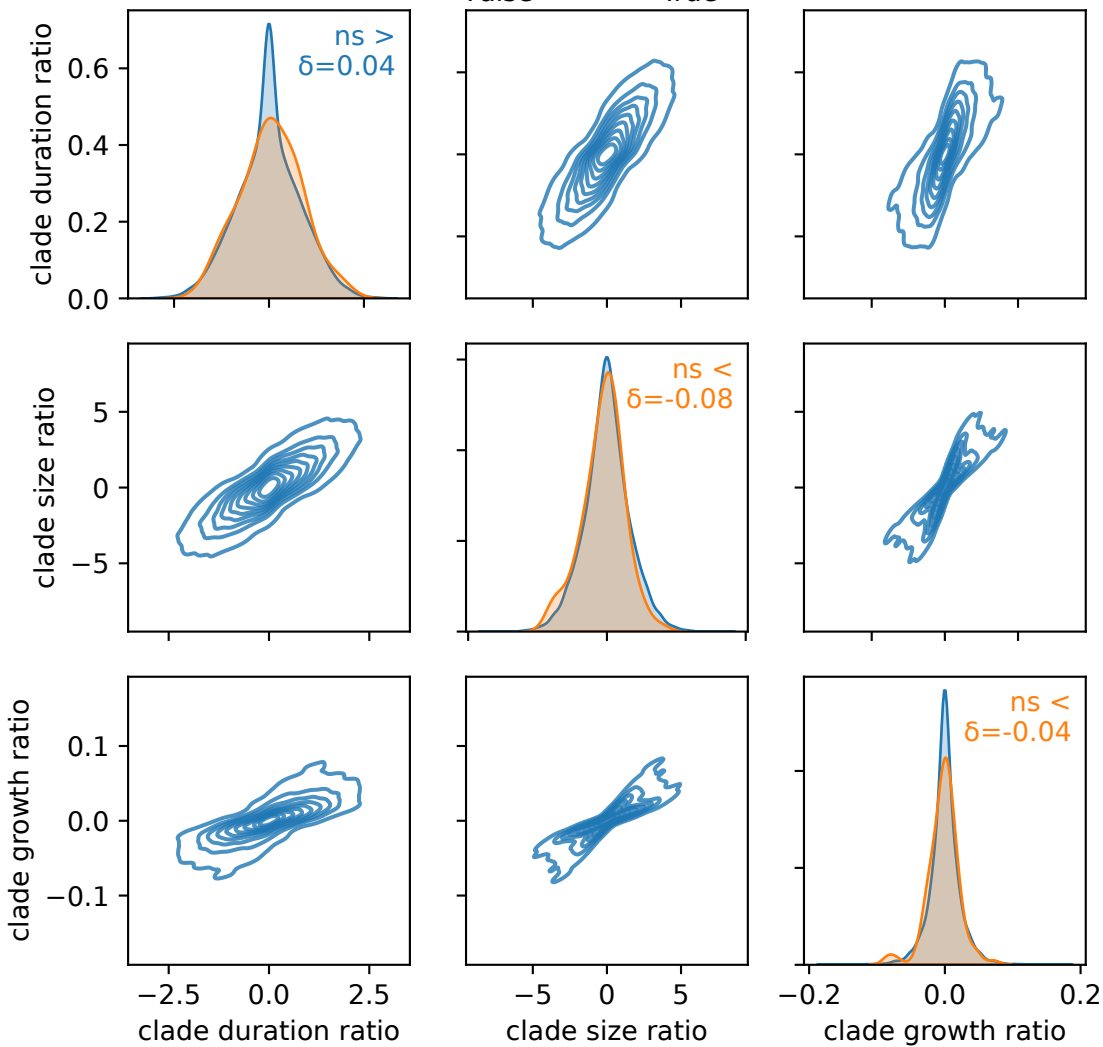 clade duration ratio
0.6
0.4
0.2
0.0
ns >
δ=0.04
clade size ratio
5
0
−5
ns <
δ=-0.08
clade growth ratio
0.1
0.0
−0.1
ns <
δ=-0.04
−2.5 0.0 2.5
−5 0 5
−0.2 0.0 0.2
clade duration ratio
clade size ratio
clade growth ratio